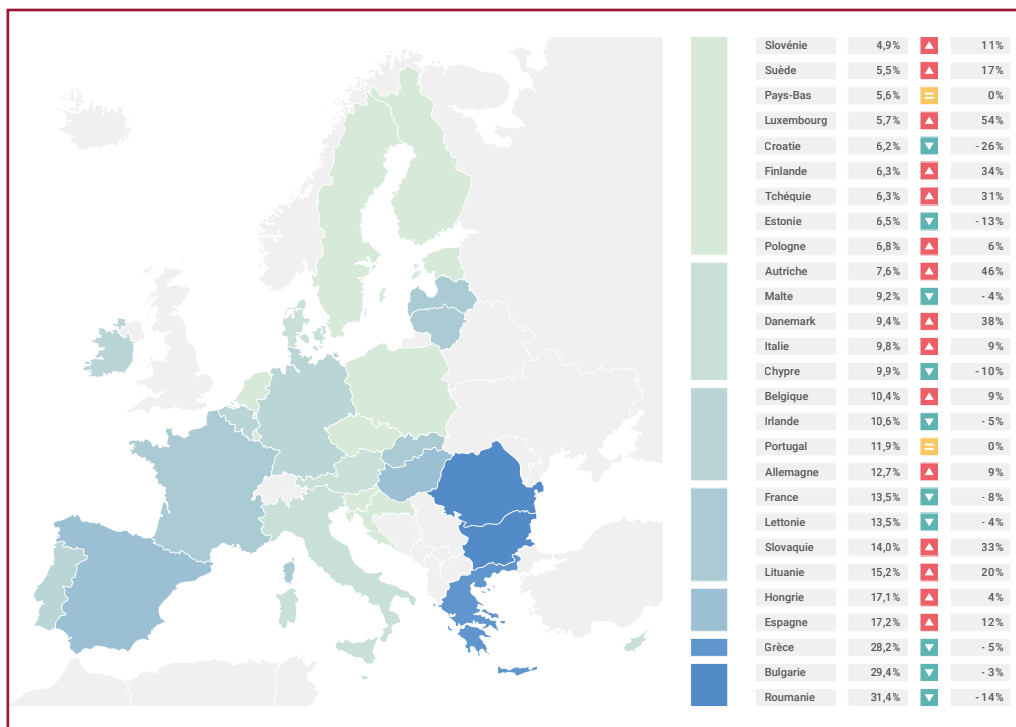 Slovénie 4,9% 11%
Suède 5,5% 17%
Pays-Bas 5,6% = 0%
Luxembourg 5,7% 54%
Croatie 6,2% - 26%
Finlande 6,3% 34%
Tchéquie 6,3% 31%
Estonie 6,5% - 13%
Pologne 6,8% 6%
Autriche 7,6% 46%
Malte 9,2% - 4%
Danemark 9,4% 38%
Italie 9,8% 9%
Chypre 9,9% - 10%
Belgique 10,4% 9%
Irlande 10,6% - 5%
Portugal 11,9% = 0%
Allemagne 12,7% 9%
France 13,5% - 8%
Lettonie 13,5% - 4%
Slovaquie 14,0% 33%
Lituanie 15,2% 20%
Hongrie 17,1% 4%
Espagne 17,2% 12%
Grèce 28,2% - 5%
Bulgarie 29,4% - 3%
Roumanie 31,4% - 14%